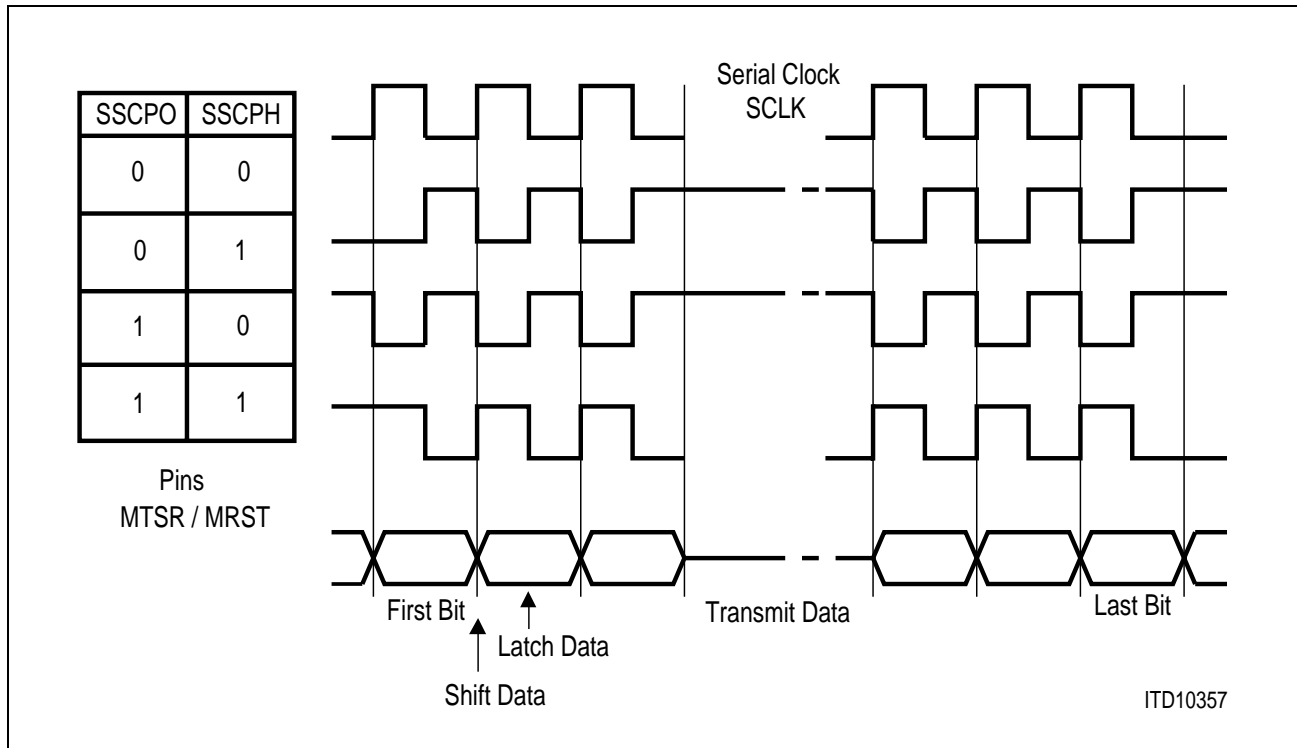 Serial Clock
SCLK
SSCPO SSCPH
0 0
0 1
1 0
1 1
Pins
MTSR / MRST
First Bit
Transmit Data
Last Bit
Latch Data
Shift Data
ITD10357